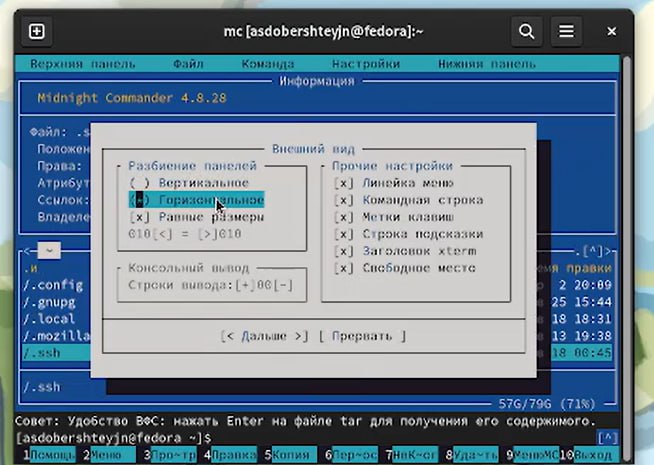 mc [asdobershteyjn@fedora]:~
Верхняя панель Файл Команда Настройки Нижняя панель
Информация
Midnight Commander 4.8.28
Файл: .s
Положен
Права:
Атрибут
Ссылок:
Владеле
Внешний вид
Разбиение панелей
( ) Вертикальное
(*) Горизонтальное
[x] Равные размеры
010[<] = [>]010
Консольный вывод
Строки вывода:[+]00[-]
Прочие настройки
[x] Линейка меню
[x] Командная строка
[x] Метки клавиш
[x] Строка подсказки
[x] Заголовок xterm
[x] Свободное место
[< Дальше >] [ Прервать ]
<- ~ .[^]>
.и емя правки
/.config р 2 20:09
/.gnupg в 25 15:44
/.local в 18 18:31
/.mozilla в 13 19:38
/.ssh 18 00:45
/.ssh
57G/79G (71%)
Совет: Удобство ВФС: нажать Enter на файле tar для получения его содержимого.
[asdobershteyjn@fedora ~]$ [^]
1Помощь 2Меню 3Про~тр 4Правка 5Копия 6Пер~ос 7НвК~ог 8Уда~ть 9МенюMC 10Выход